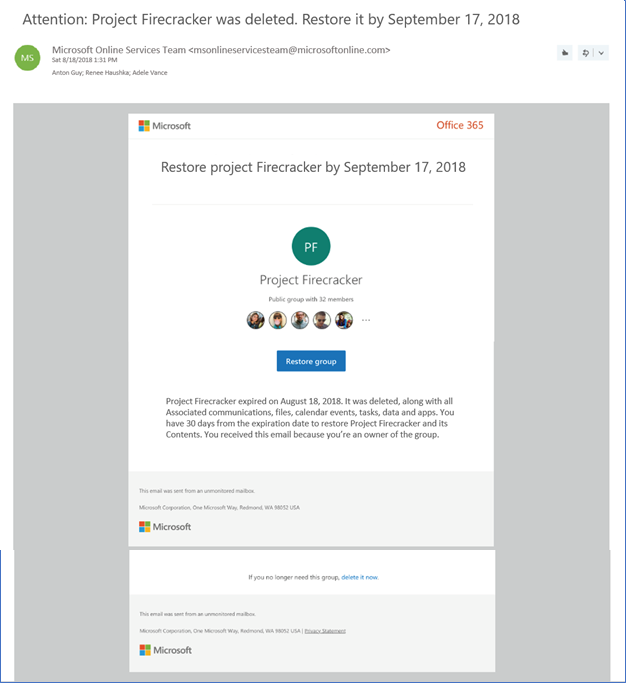 Attention: Project Firecracker was deleted. Restore it by September 17, 2018
MS
Microsoft Online Services Team <msonlineservicesteam@microsoftonline.com>
Sat 8/18/2018 1:31 PM
Anton Guy; Renee Haushka; Adele Vance
Microsoft
Office 365
Restore project Firecracker by September 17, 2018
PF
Project Firecracker
Public group with 32 members
...
Restore group
Project Firecracker expired on August 18, 2018. It was deleted, along with all
Associated communications, files, calendar events, tasks, data and apps. You
have 30 days from the expiration date to restore Project Firecracker and its
Contents. You received this email because you're an owner of the group.
This email was sent from an unmonitored mailbox.
Microsoft Corporation, One Microsoft Way, Redmond, WA 98052 USA
Microsoft
If you no longer need this group, delete it now.
This email was sent from an unmonitored mailbox.
Microsoft Corporation, One Microsoft Way, Redmond, WA 98052 USA | Privacy Statement
Microsoft